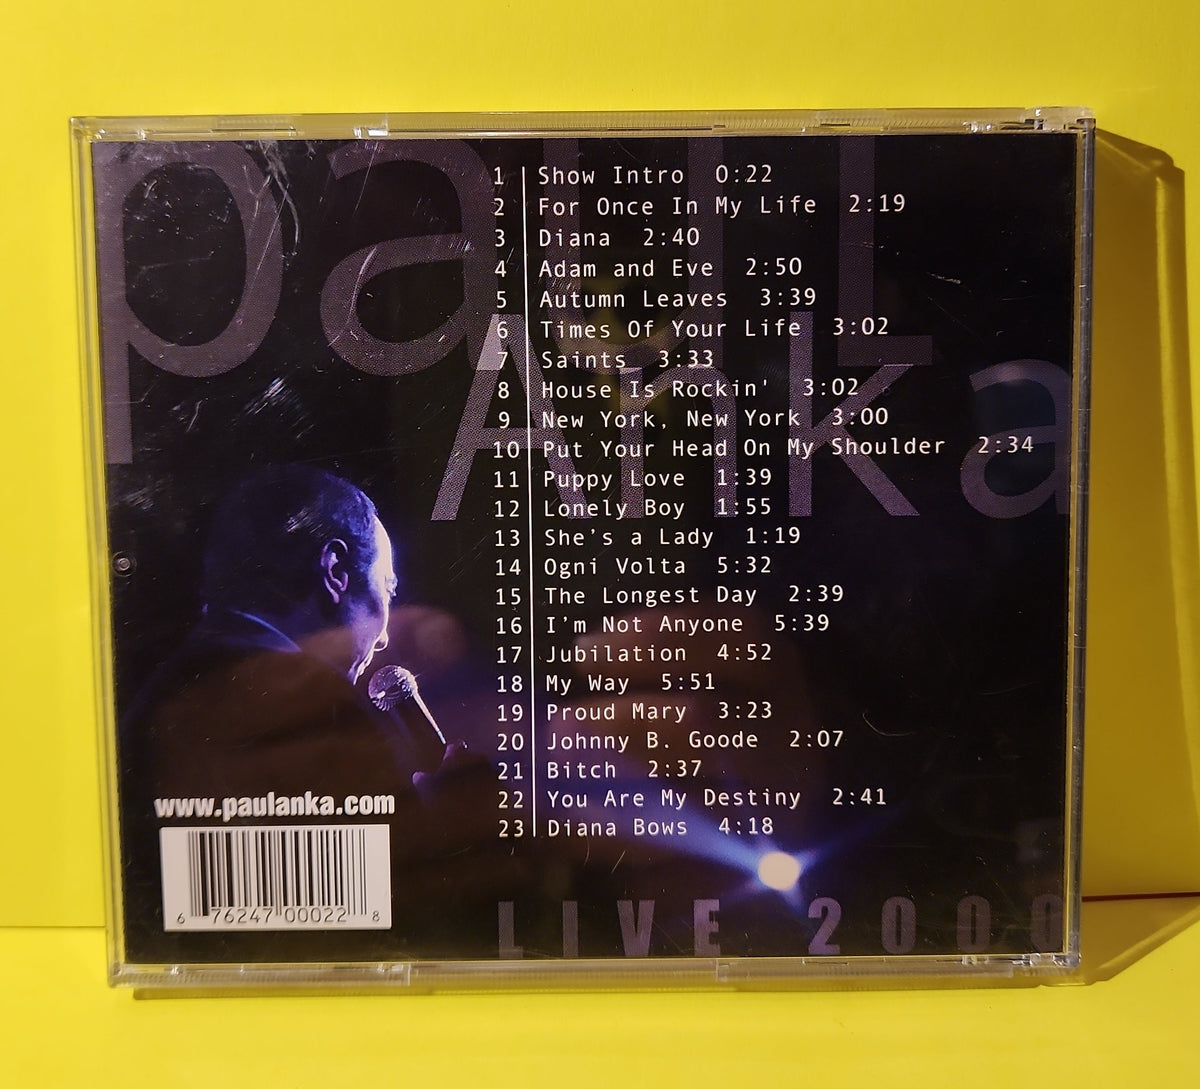 paul
Anka
1 Show Intro 0:22
2 For Once In My Life 2:19
3 Diana 2:40
4 Adam and Eve 2:50
5 Autumn Leaves 3:39
6 Times Of Your Life 3:02
7 Saints 3:33
8 House Is Rockin' 3:02
9 New York, New York 3:00
10 Put Your Head On My Shoulder 2:34
11 Puppy Love 1:39
12 Lonely Boy 1:55
13 She's a Lady 1:19
14 Ogni Volta 5:32
15 The Longest Day 2:39
16 I'm Not Anyone 5:39
17 Jubilation 4:52
18 My Way 5:51
19 Proud Mary 3:23
20 Johnny B. Goode 2:07
21 Bitch 2:37
22 You Are My Destiny 2:41
23 Diana Bows 4:18
www.paulanka.com
6 76247 00022 8
LIVE 2000